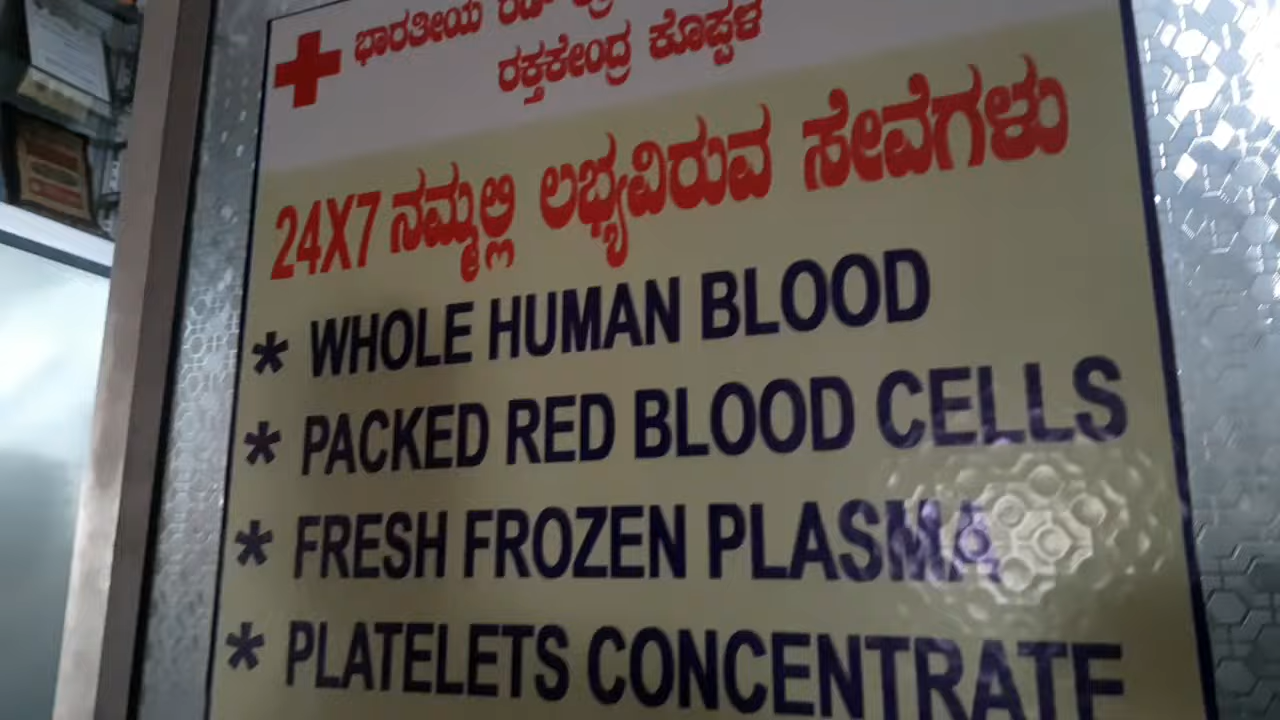 ಭಾರತೀಯ ರೆಡ್
ರಕ್ತಕೇಂದ್ರ ಕೊಪ್ಪಳ
24X7 ನಮ್ಮಲ್ಲಿ ಲಭ್ಯವಿರುವ ಸೇವೆಗಳು
* WHOLE HUMAN BLOOD
* PACKED RED BLOOD CELLS
* FRESH FROZEN PLASMA
* PLATELETS CONCENTRATE